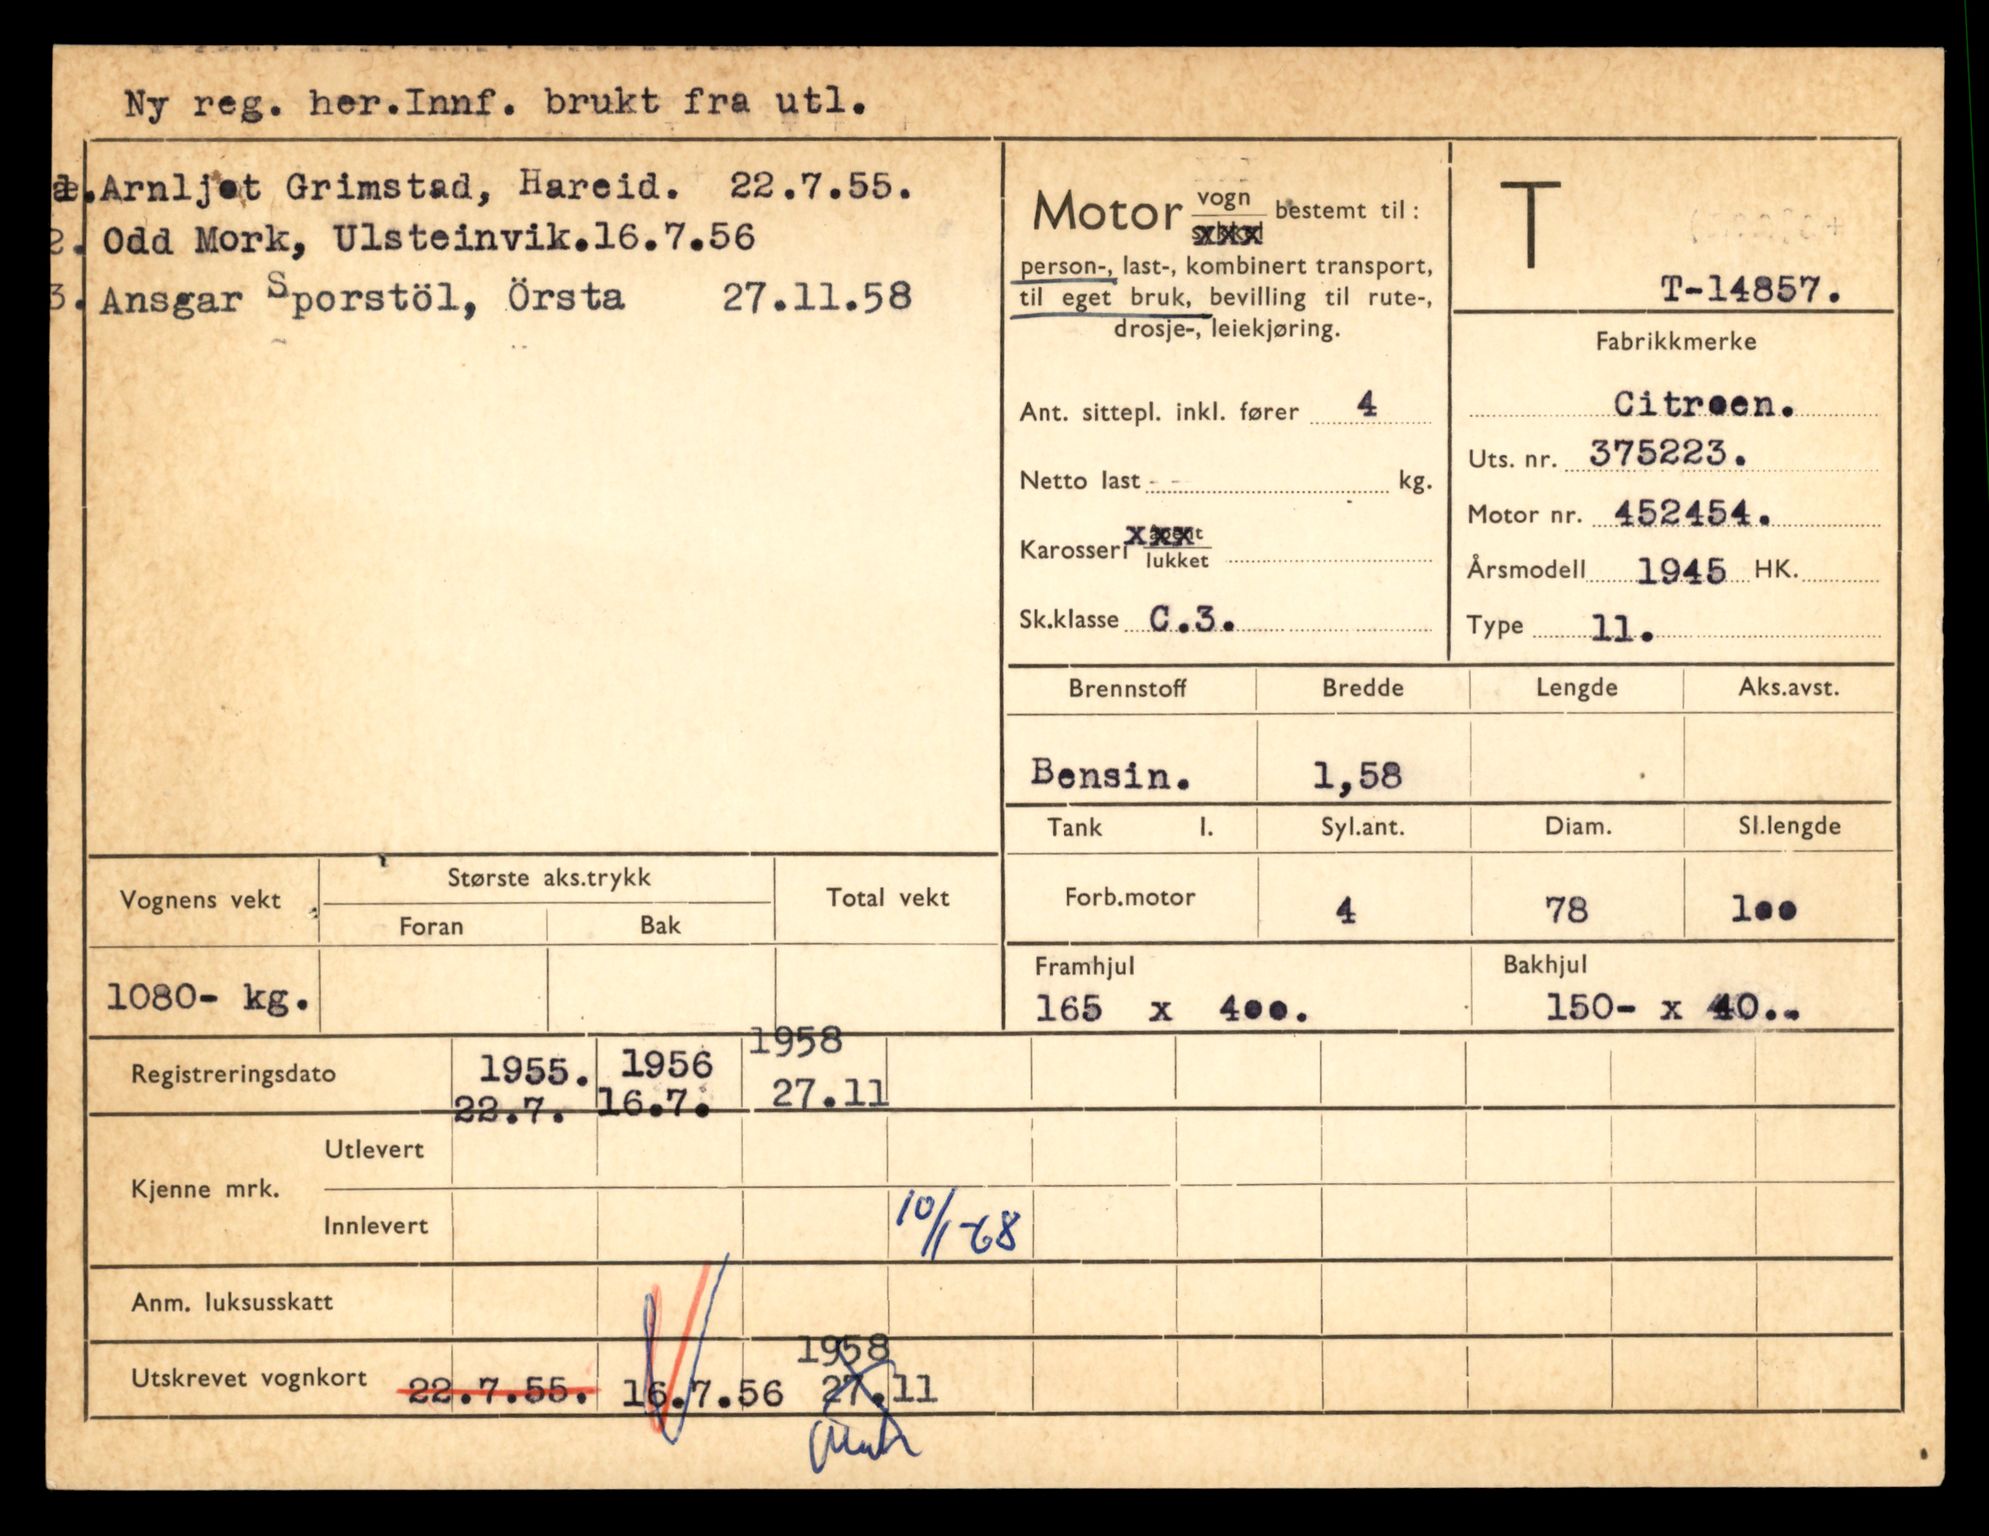 Ny reg. her.Innf. brukt fra utl.
Arnljot Grimstad, Hareid. 22.7.55.
2. Odd Mork, Ulsteinvik.16.7.56
3. Ansgar Sporstöl, Örsta 27.11.58
Motor vogn bestemt til:
person-, last-, kombinert transport,
til eget bruk, bevilling til rute-,
drosje-, leiekjøring.
Ant. sittepl. inkl. fører 4
Netto last - - kg.
Karosseri xxx åpent
lukket
Sk.klasse C.3.
T
T-14857.
Fabrikkmerke
Citroen.
Uts. nr. 375223.
Motor nr. 452454.
Årsmodell 1945 HK.
Type 11.
Brennstoff Bredde Lengde Aks.avst.
Bensin. 1,58
Tank l. Syl.ant. Diam. Sl.lengde
Forb.motor 4 78 100
Framhjul Bakhjul
165 x 400. 150- x 40..
Vognens vekt Største aks.trykk Total vekt
Foran Bak
1080- kg.
Registreringsdato 1955. 1956 1958
22.7. 16.7. 27.11
Kjenne mrk. Utlevert
Innlevert 10/1-68
Anm. luksusskatt
1958
Utskrevet vognkort 22.7.55. 16.7.56 27.11